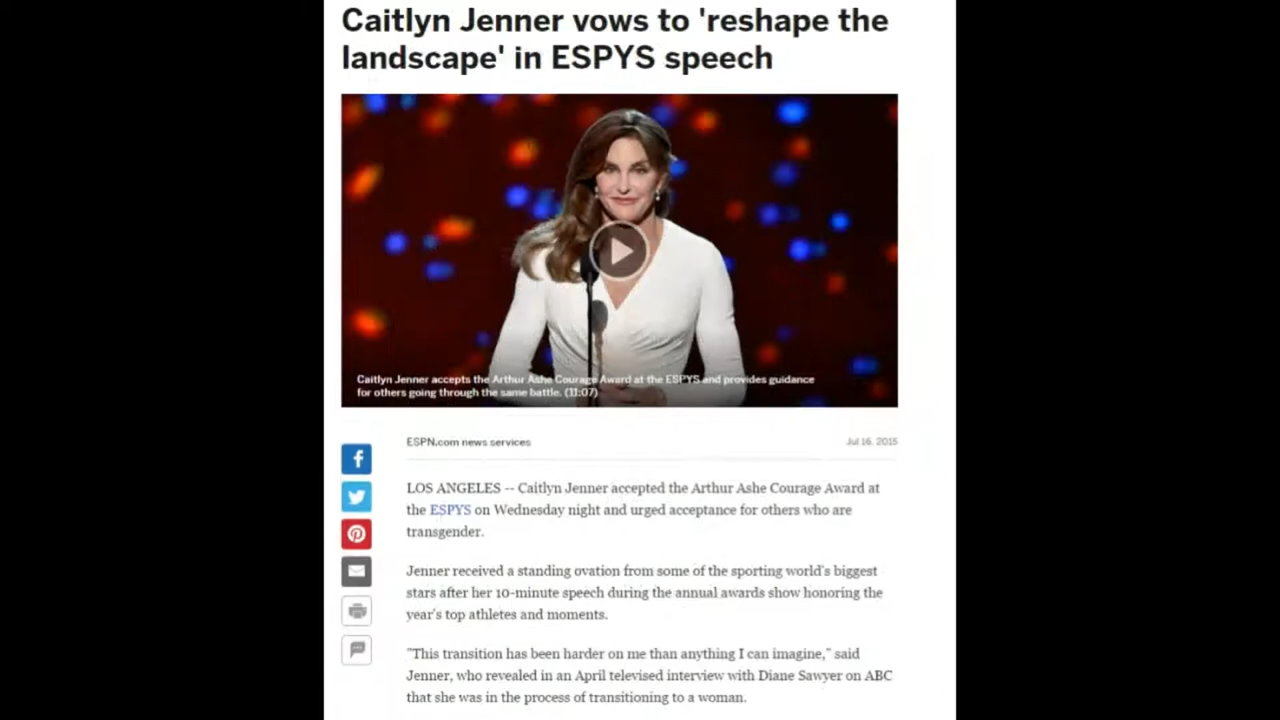 Caitlyn Jenner vows to 'reshape the
landscape' in ESPYS speech
Caitlyn Jenner accepts the Arthur Ashe Courage Award at the ESPYS and provides guidance
for others going through the same battle. (11:07)
ESPN.com news services
Jul 16, 2015
LOS ANGELES -- Caitlyn Jenner accepted the Arthur Ashe Courage Award at
the ESPYS on Wednesday night and urged acceptance for others who are
transgender.
Jenner received a standing ovation from some of the sporting world's biggest
stars after her 10-minute speech during the annual awards show honoring the
year's top athletes and moments.
"This transition has been harder on me than anything I can imagine," said
Jenner, who revealed in an April televised interview with Diane Sawyer on ABC
that she was in the process of transitioning to a woman.